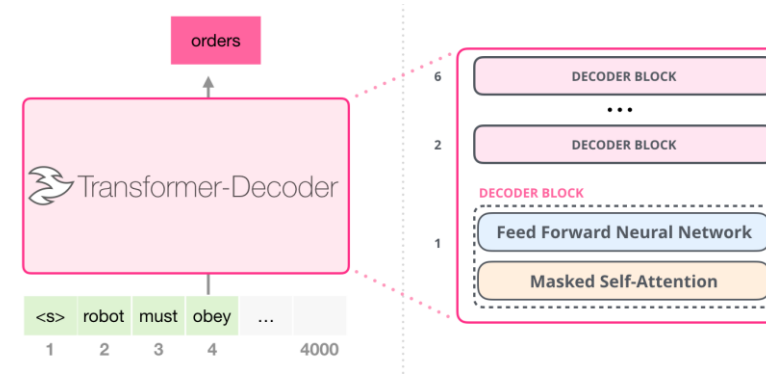 orders
Transformer-Decoder
<s> robot must obey ...
1 2 3 4 4000
6 DECODER BLOCK
...
2 DECODER BLOCK
DECODER BLOCK
1
Feed Forward Neural Network
Masked Self-Attention